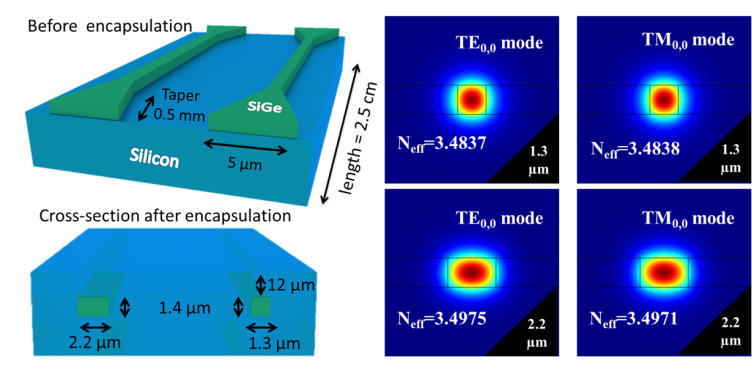 Before encapsulation
Taper
0.5 mm
SiGe
Silicon
5 µm
length = 2.5 cm
Cross-section after encapsulation
12 µm
1.4 µm
2.2 µm
1.3 µm
TE0,0 mode
Neff=3.4837
1.3
µm
TM0,0 mode
Neff=3.4838
1.3
µm
TE0,0 mode
Neff=3.4975
2.2
µm
TM0,0 mode
Neff=3.4971
2.2
µm